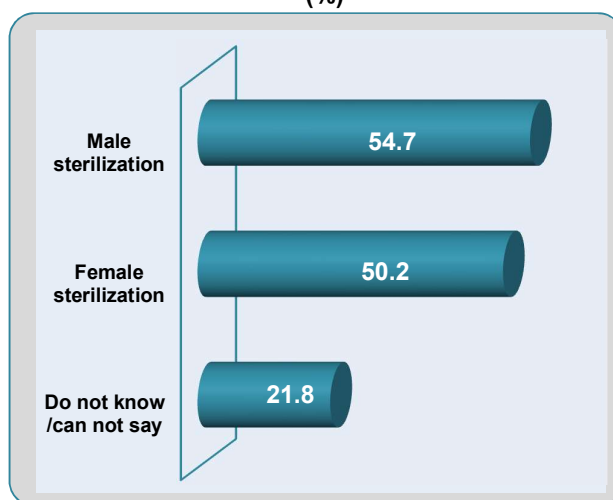 (%)
Male
sterilization
54.7
Female
sterilization
50.2
Do not know
/can not say
21.8